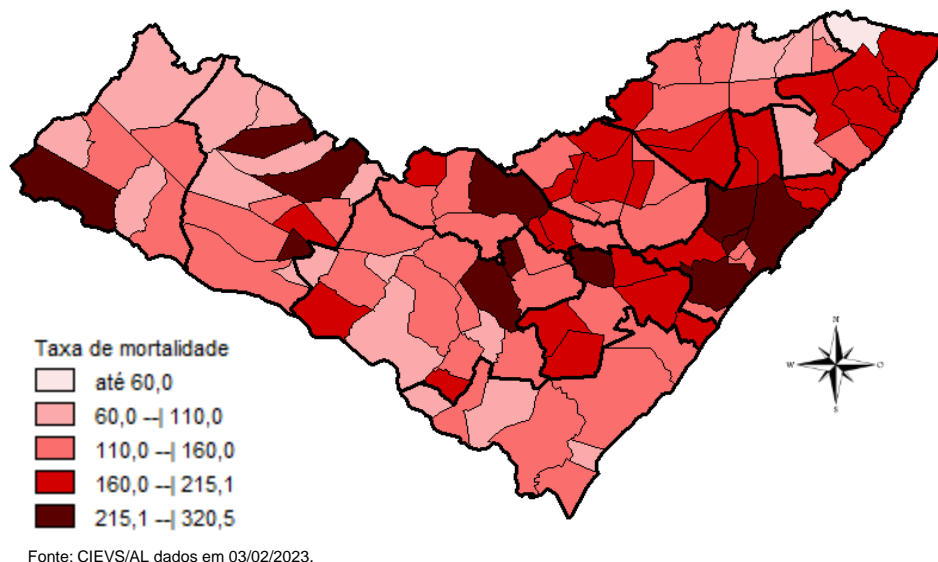 N
W O
S
Taxa de mortalidade
até 60,0
60,0 --| 110,0
110,0 --| 160,0
160,0 --| 215,1
215,1 --| 320,5
Fonte: CIEVS/AL dados em 03/02/2023.